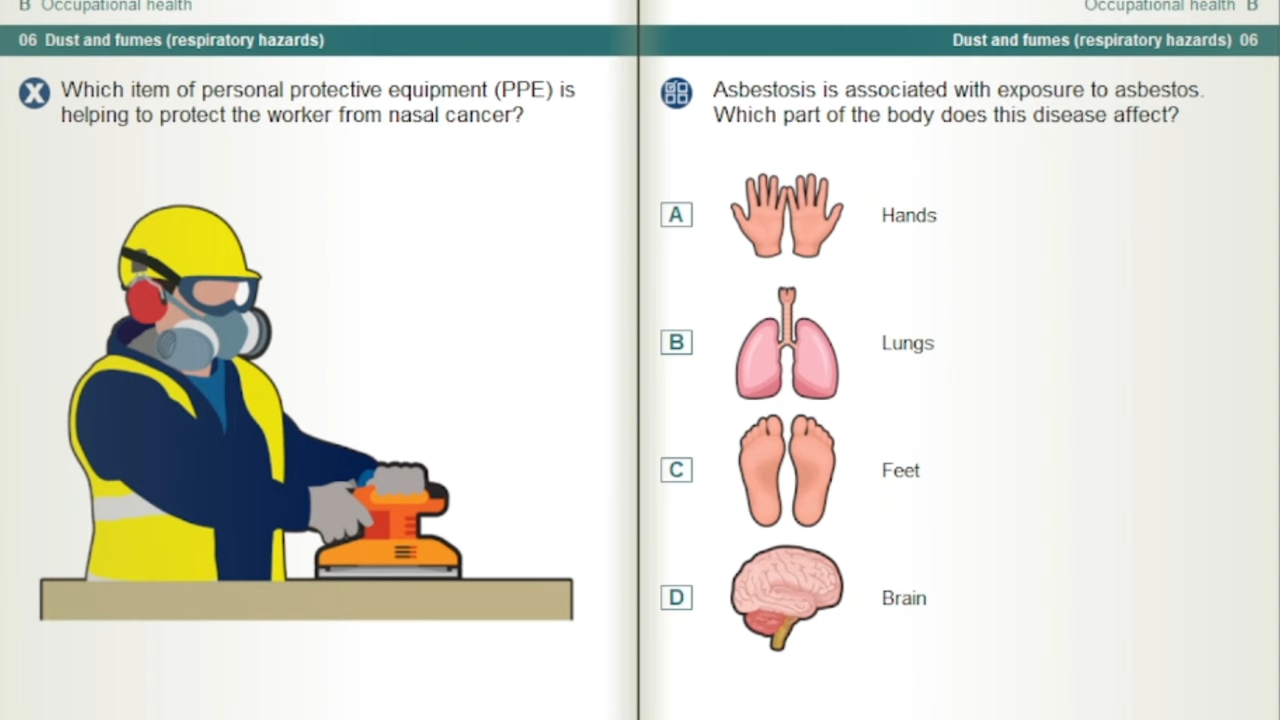 B Occupational health
06 Dust and fumes (respiratory hazards)
X
Which item of personal protective equipment (PPE) is
helping to protect the worker from nasal cancer?
Occupational health B
Dust and fumes (respiratory hazards) 06
Asbestosis is associated with exposure to asbestos.
Which part of the body does this disease affect?
A Hands
B Lungs
C Feet
D Brain